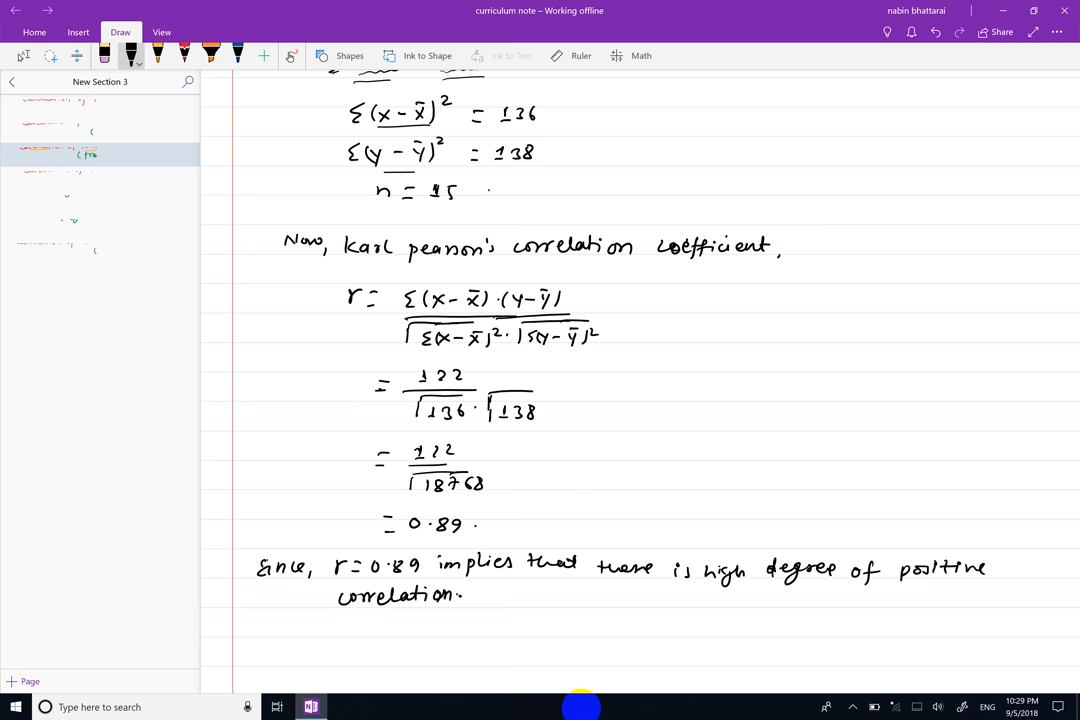 curriculum note – Working offline
nabin bhattarai
Home Insert Draw View
Share
Shapes Ink to Shape Ink to Text Ruler Math
New Section 3
Σ(x - x̄)² = 136
Σ(y - ȳ)² = 138
n = 15
Now, Karl pearson's correlation coefficient,
r = Σ(x - x̄)·(y - ȳ) / √Σ(x - x̄)² · √Σ(y - ȳ)²
= 122 / √136 · √138
= 122 / √18768
= 0.89.
Since, r = 0.89 implies that there is high degree of positive
correlation.
+ Page
Type here to search
ENG
10:29 PM
9/5/2018